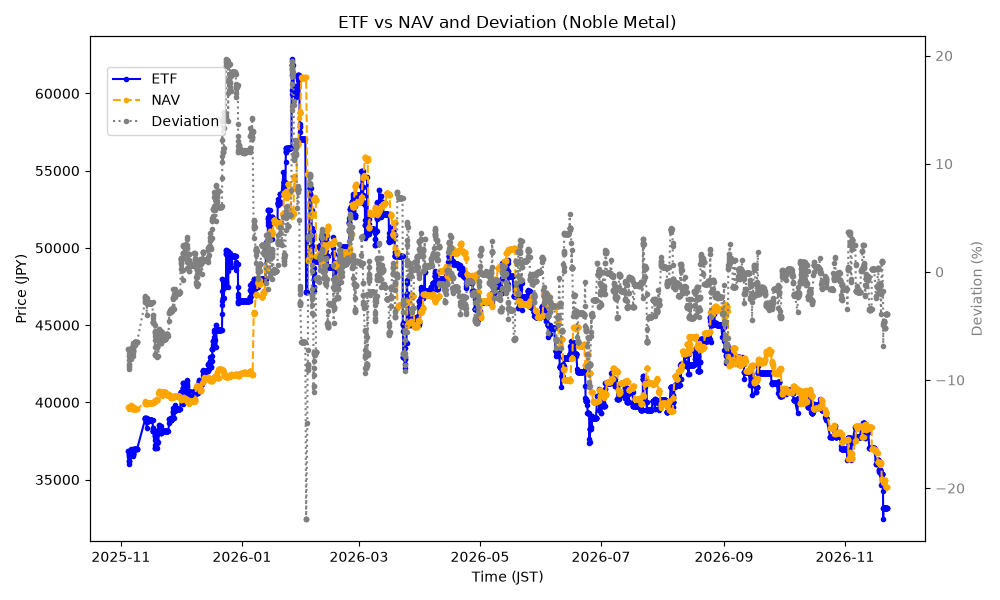 ETF vs NAV and Deviation (Noble Metal)
ETF
NAV
Deviation
Price (JPY)
60000
55000
50000
45000
40000
35000
20
10
0
−10
−20
Deviation (%)
2025-11
2026-01
2026-03
2026-05
2026-07
2026-09
2026-11
Time (JST)